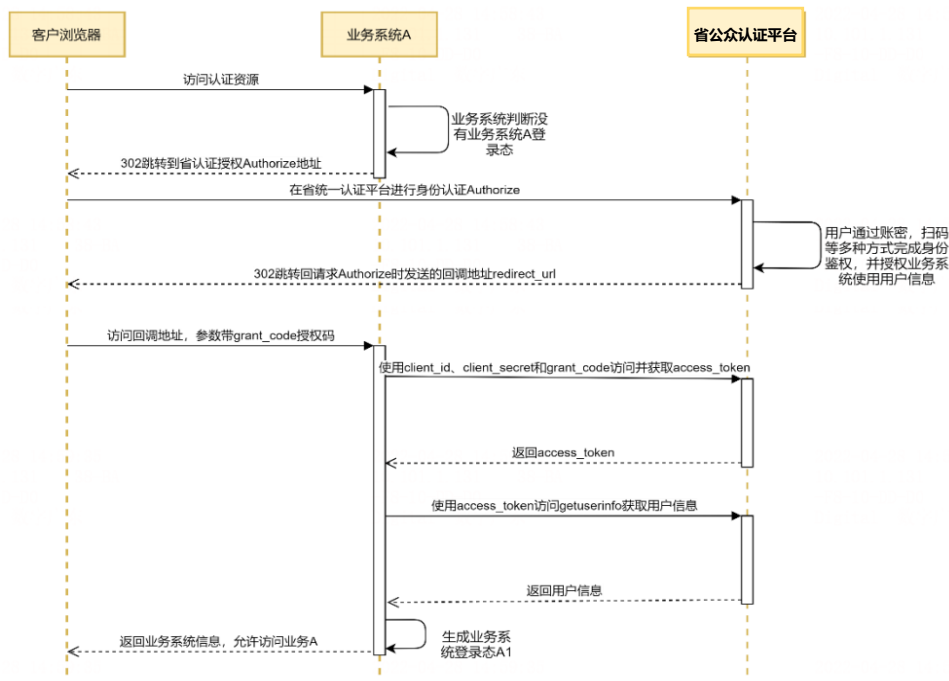 客户浏览器
业务系统A
省公众认证平台
访问认证资源
业务系统判断没
有业务系统A登
录态
302跳转到省认证授权Authorize地址
在省统一认证平台进行身份认证Authorize
用户通过账密，扫码
等多种方式完成身份
鉴权，并授权业务系
统使用用户信息
302跳转回请求Authorize时发送的回调地址redirect_url
访问回调地址，参数带grant_code授权码
使用client_id、client_secret和grant_code访问并获取access_token
返回access_token
使用access_token访问getuserinfo获取用户信息
返回用户信息
生成业务系
统登录态A1
返回业务系统信息，允许访问业务A